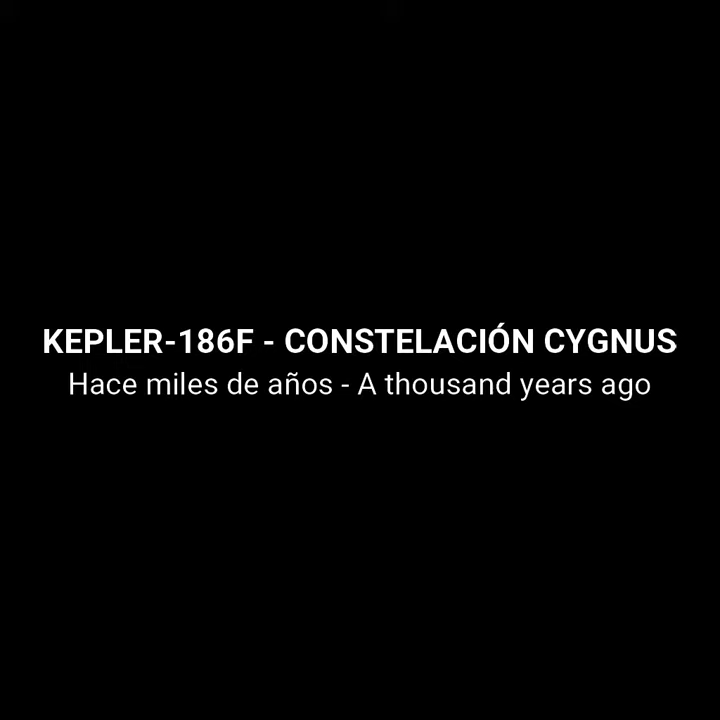 KEPLER-186F - CONSTELACIÓN CYGNUS
Hace miles de años - A thousand years ago